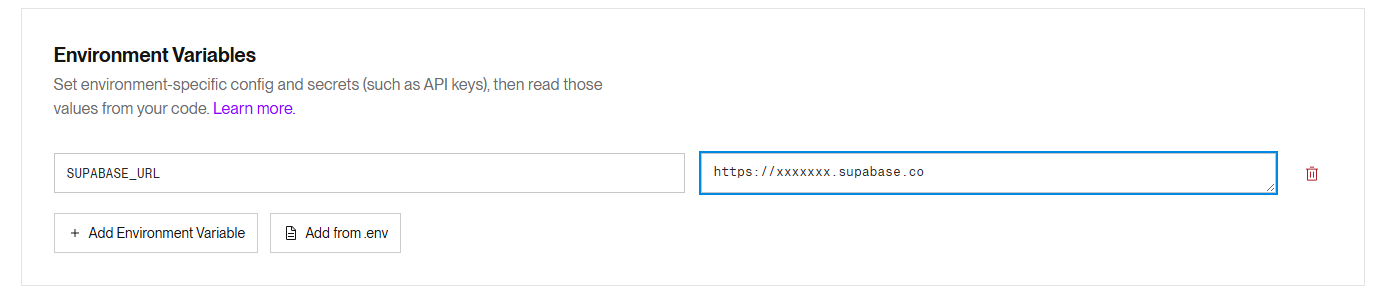 Environment Variables
Set environment-specific config and secrets (such as API keys), then read those
values from your code. Learn more.
SUPABASE_URL
https://xxxxxxx.supabase.co
+ Add Environment Variable
Add from .env